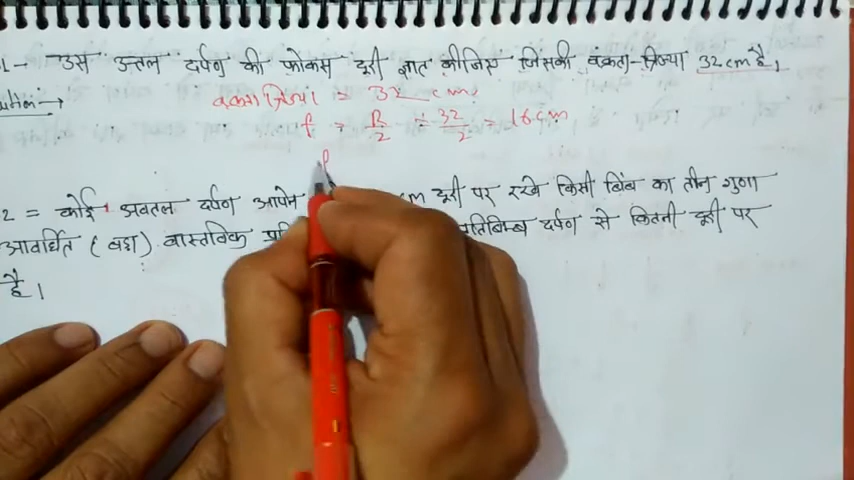 1- उस उत्तल दर्पण की फोकस दूरी ज्ञात कीजिए जिसकी वक्रता-त्रिज्या 32 cm है।
ution:→ वक्रता त्रिज्या = 32 cm.
f = R/2 = 32/2 = 16 cm
f
2 = कोई अवतल दर्पण आपने cm दूरी पर रखे किसी बिंब का तीन गुणा
आवर्धित (बड़ा) वास्तविक प्र तिबिम्ब दर्पण से कितनी दूरी पर
है।